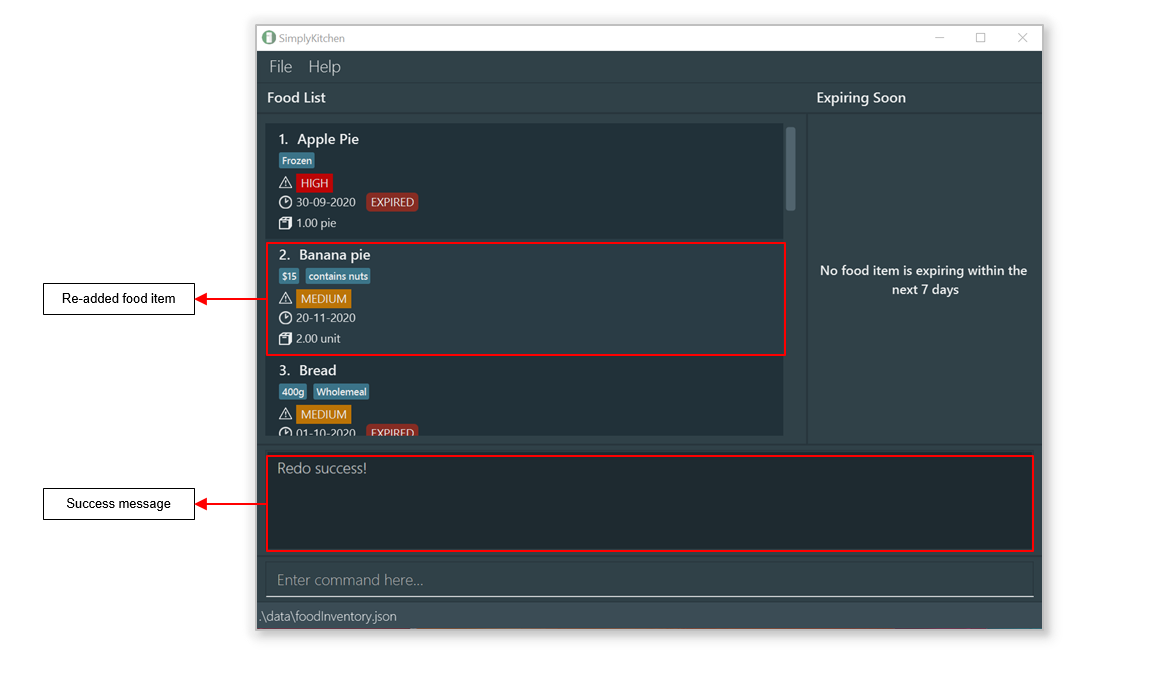 SimplyKitchen
File Help
Food List
Expiring Soon
1. Apple Pie
Frozen
HIGH
30-09-2020 EXPIRED
1.00 pie
2. Banana pie
$15 contains nuts
MEDIUM
20-11-2020
2.00 unit
3. Bread
400g Wholemeal
MEDIUM
01-10-2020 EXPIRED
No food item is expiring within the
next 7 days
Re-added food item
Redo success!
Success message
Enter command here...
.\data\foodInventory.json